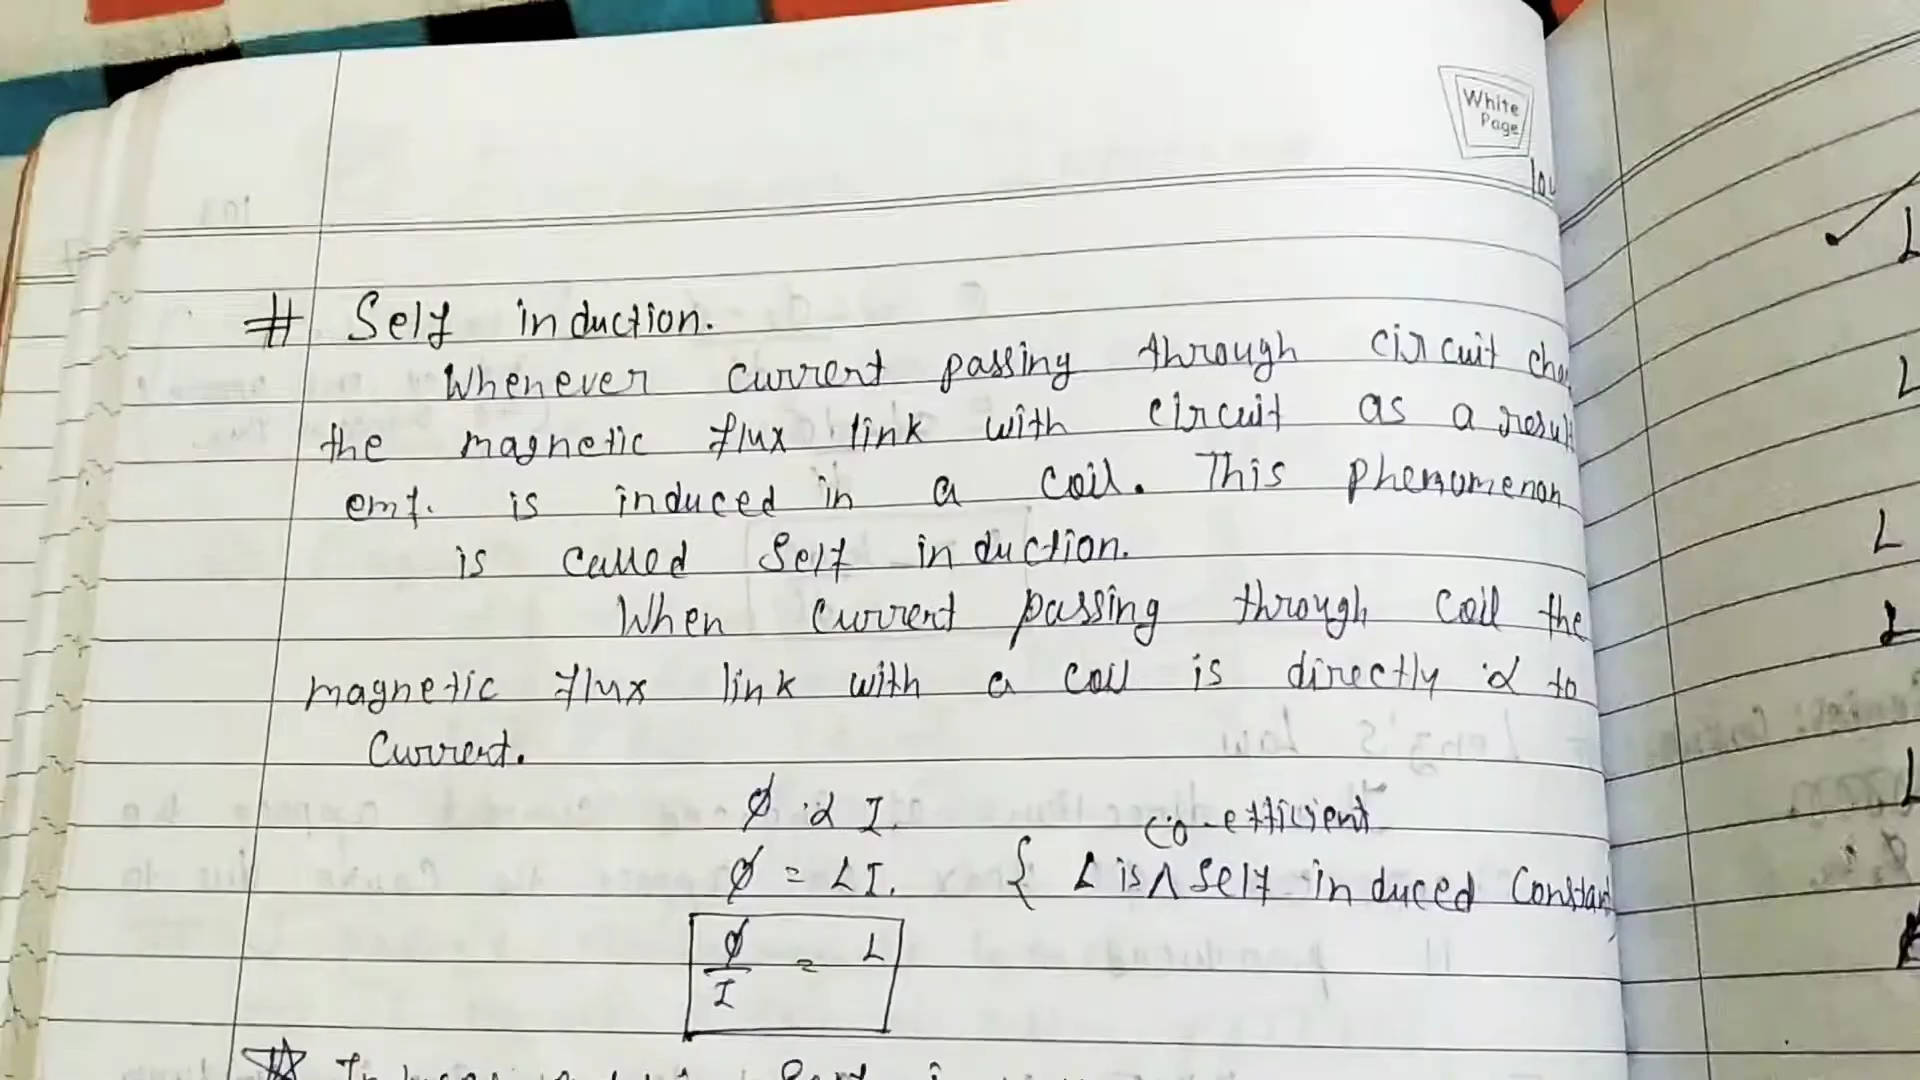 White
Page
# Self induction.
Whenever current passing through circuit
the magnetic flux link with circuit as a
emf. is induced in a coil. This phenumenon
is called Self induction.
When current passing through coil the
magnetic flux link with a coil is directly ∝ to
Current.
ϕ ∝ I.
co-efficient
ϕ = LI. { L is ∧ Self induced Constant
ϕ/I = L
L
L
L
L
L